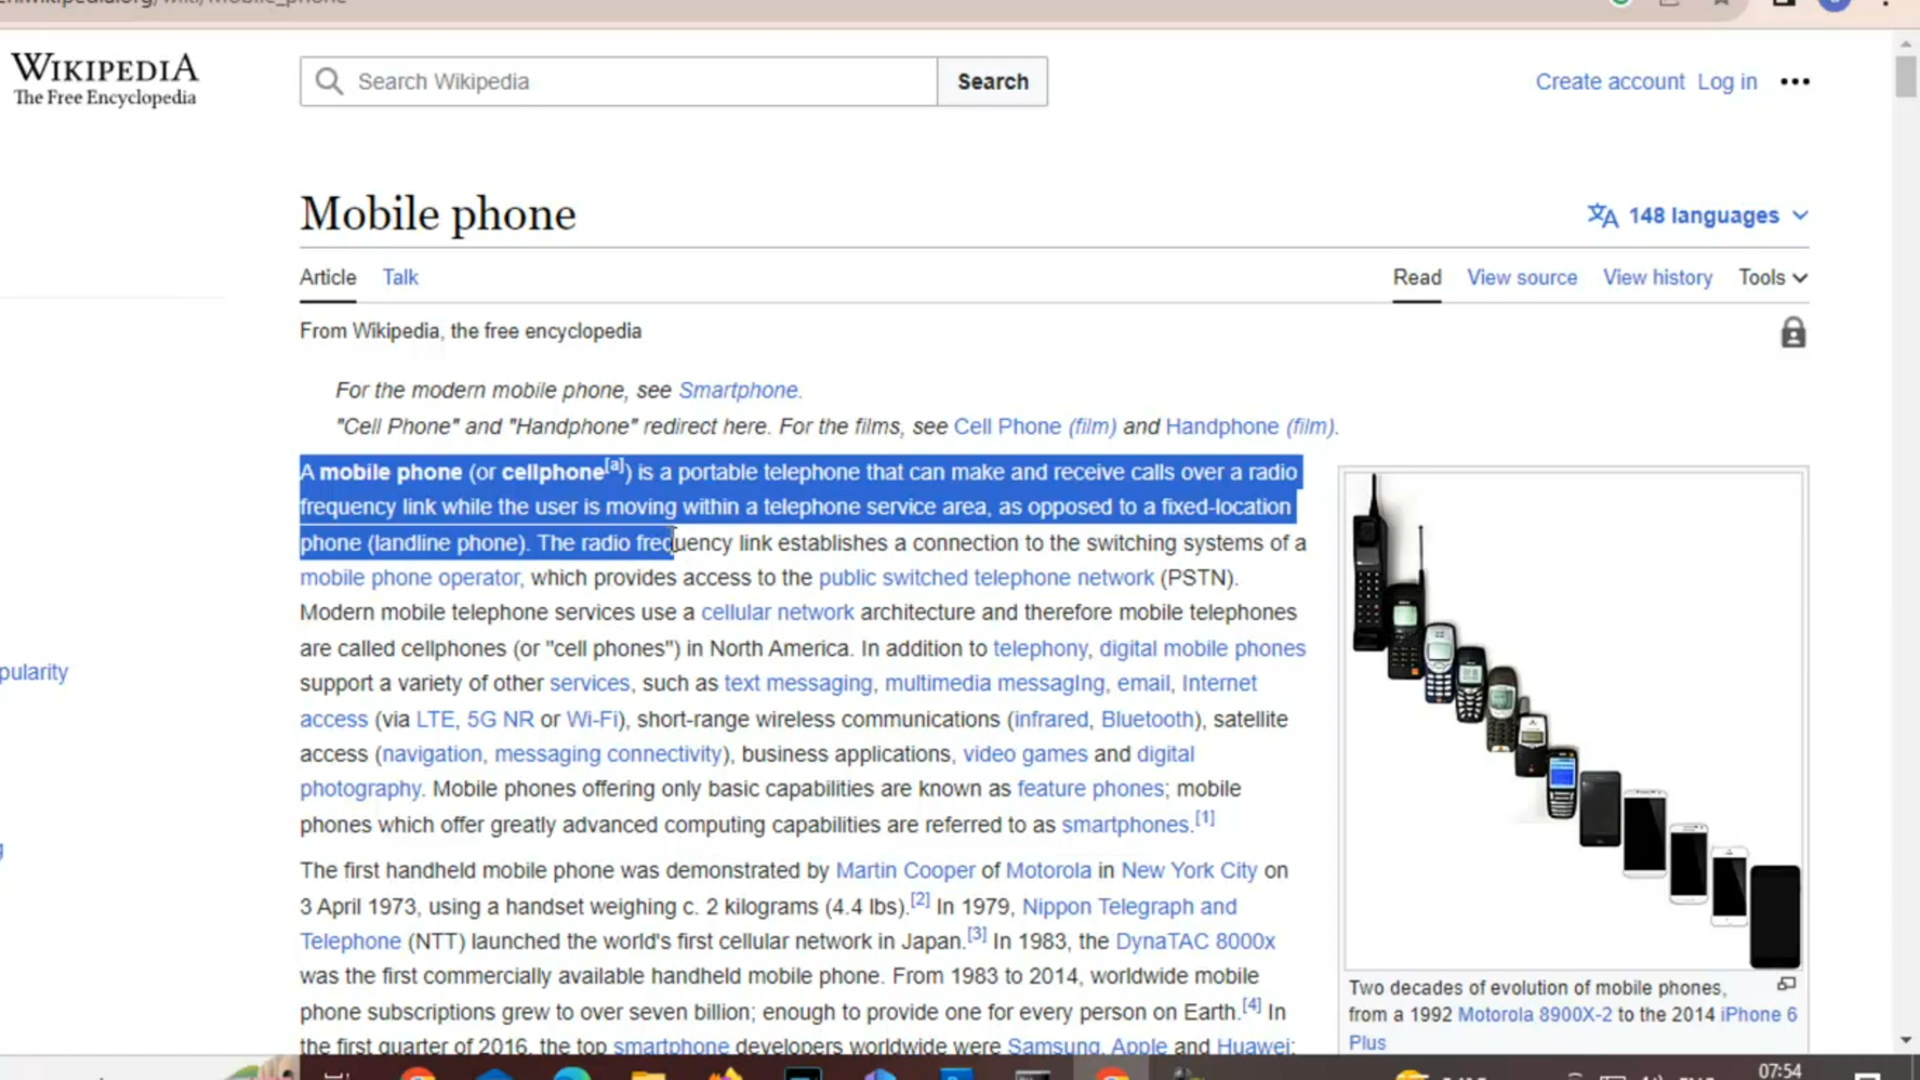 WIKIPEDIA
The Free Encyclopedia
Search Wikipedia
Search
Create account Log in
Mobile phone
148 languages
Article Talk
Read View source View history Tools
From Wikipedia, the free encyclopedia
For the modern mobile phone, see Smartphone.
"Cell Phone" and "Handphone" redirect here. For the films, see Cell Phone (film) and Handphone (film).
A mobile phone (or cellphone[a]) is a portable telephone that can make and receive calls over a radio
frequency link while the user is moving within a telephone service area, as opposed to a fixed-location
phone (landline phone). The radio frequency link establishes a connection to the switching systems of a
mobile phone operator, which provides access to the public switched telephone network (PSTN).
Modern mobile telephone services use a cellular network architecture and therefore mobile telephones
are called cellphones (or "cell phones") in North America. In addition to telephony, digital mobile phones
support a variety of other services, such as text messaging, multimedia messagIng, email, Internet
access (via LTE, 5G NR or Wi-Fi), short-range wireless communications (infrared, Bluetooth), satellite
access (navigation, messaging connectivity), business applications, video games and digital
photography. Mobile phones offering only basic capabilities are known as feature phones; mobile
phones which offer greatly advanced computing capabilities are referred to as smartphones.[1]
The first handheld mobile phone was demonstrated by Martin Cooper of Motorola in New York City on
3 April 1973, using a handset weighing c. 2 kilograms (4.4 lbs).[2] In 1979, Nippon Telegraph and
Telephone (NTT) launched the world's first cellular network in Japan.[3] In 1983, the DynaTAC 8000x
was the first commercially available handheld mobile phone. From 1983 to 2014, worldwide mobile
phone subscriptions grew to over seven billion; enough to provide one for every person on Earth.[4] In
the first quarter of 2016, the top smartphone developers worldwide were Samsung, Apple and Huawei;
Two decades of evolution of mobile phones,
from a 1992 Motorola 8900X-2 to the 2014 iPhone 6
Plus
pularity
07:54